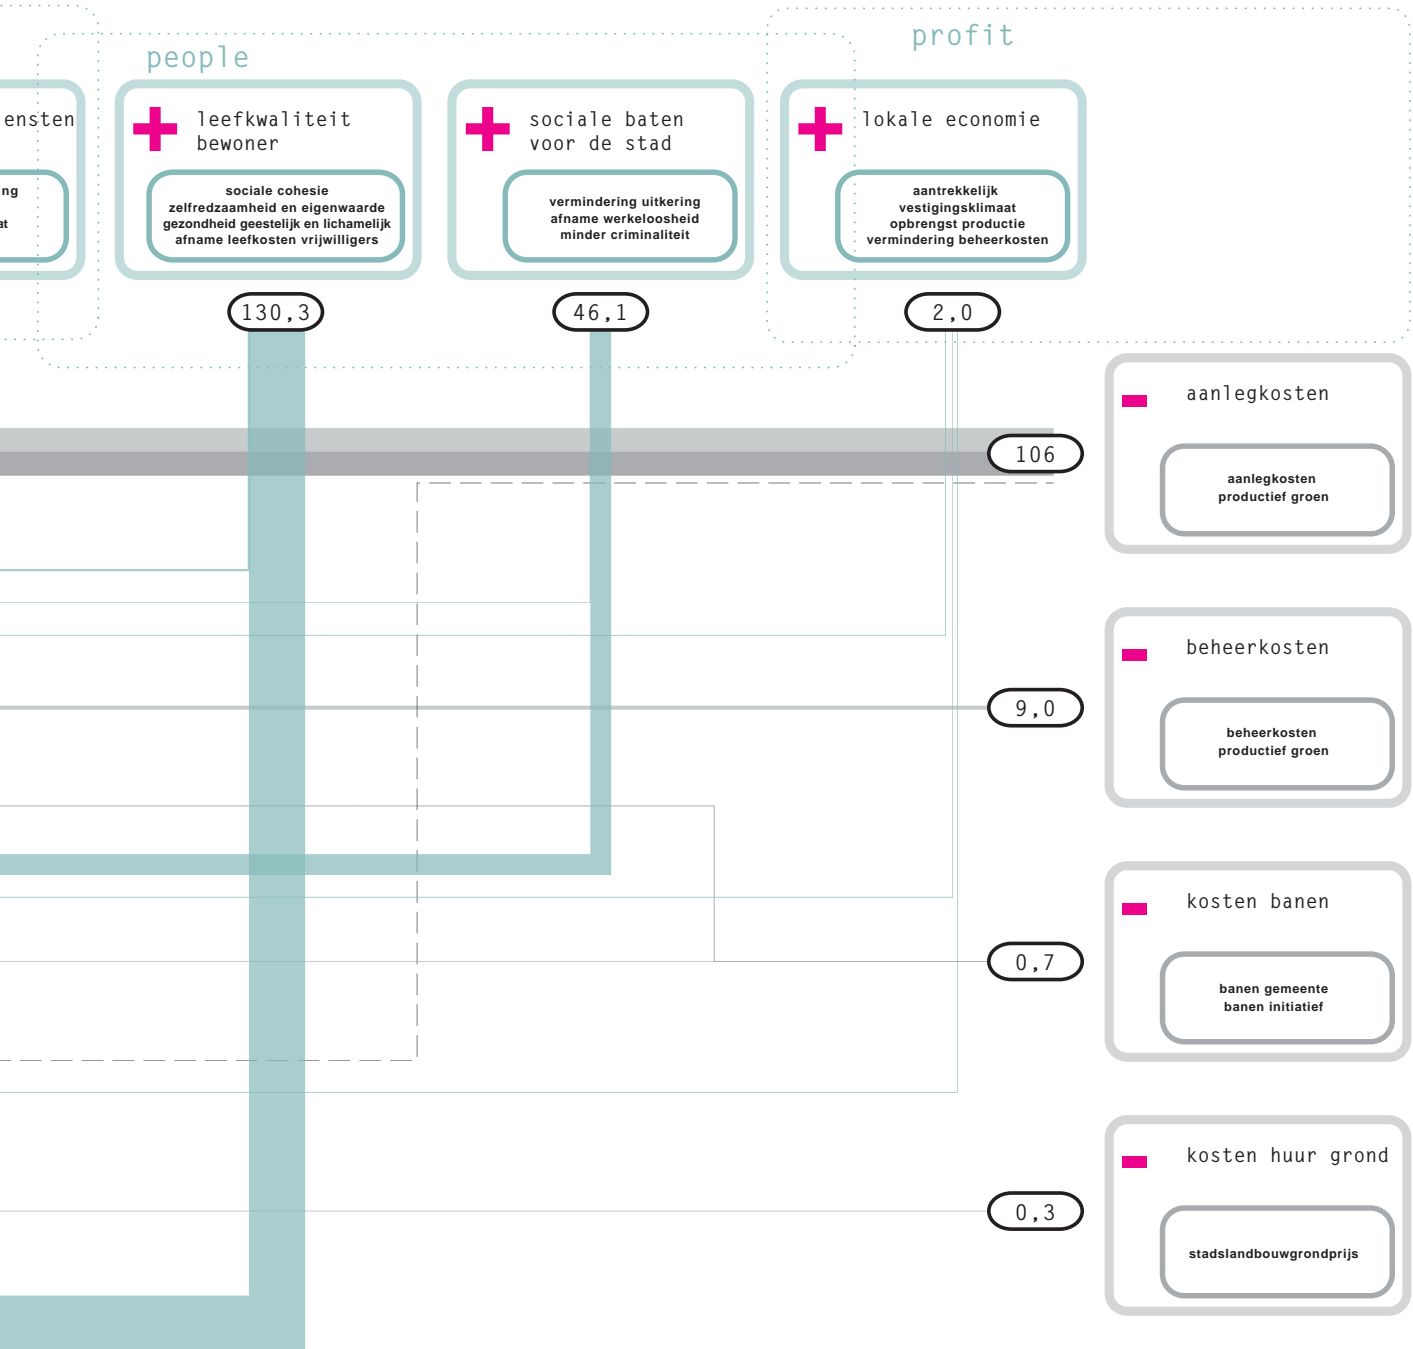 people
profit
ensten
ng
at
leefkwaliteit
bewoner
sociale cohesie
zelfredzaamheid en eigenwaarde
gezondheid geestelijk en lichamelijk
afname leefkosten vrijwilligers
130,3
sociale baten
voor de stad
vermindering uitkering
afname werkeloosheid
minder criminaliteit
46,1
lokale economie
aantrekkelijk
vestigingsklimaat
opbrengst productie
vermindering beheerkosten
2,0
106
aanlegkosten
aanlegkosten
productief groen
9,0
beheerkosten
beheerkosten
productief groen
0,7
kosten banen
banen gemeente
banen initiatief
0,3
kosten huur grond
stadslandbouwgrondprijs